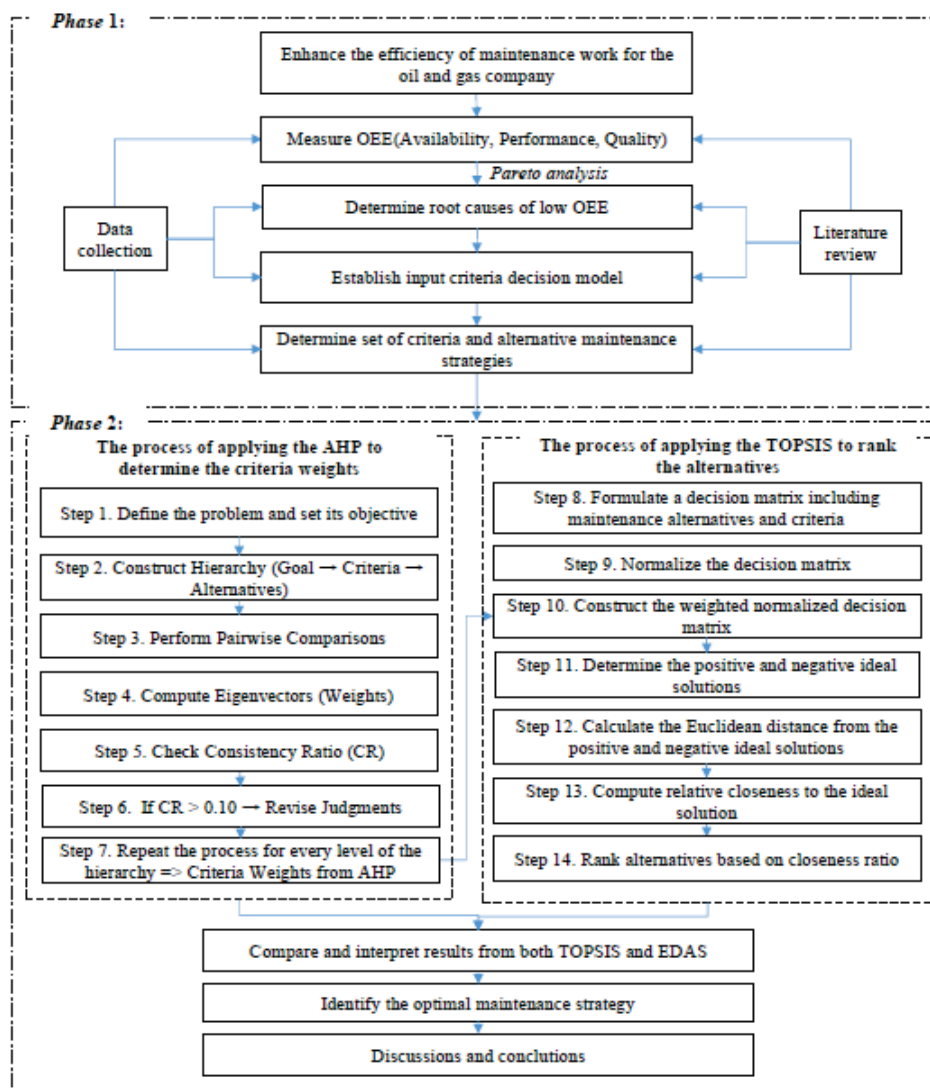 Phase 1:
Enhance the efficiency of maintenance work for the
oil and gas company
Measure OEE(Availability, Performance, Quality)
Pareto analysis
Determine root causes of low OEE
Data
collection
Literature
review
Establish input criteria decision model
Determine set of criteria and alternative maintenance
strategies
Phase 2:
The process of applying the AHP to
determine the criteria weights
Step 1. Define the problem and set its objective
Step 2. Construct Hierarchy (Goal → Criteria →
Alternatives)
Step 3. Perform Pairwise Comparisons
Step 4. Compute Eigenvectors (Weights)
Step 5. Check Consistency Ratio (CR)
Step 6. If CR > 0.10 → Revise Judgments
Step 7. Repeat the process for every level of the
hierarchy => Criteria Weights from AHP
The process of applying the TOPSIS to rank
the alternatives
Step 8. Formulate a decision matrix including
maintenance alternatives and criteria
Step 9. Normalize the decision matrix
Step 10. Construct the weighted normalized decision
matrix
Step 11. Determine the positive and negative ideal
solutions
Step 12. Calculate the Euclidean distance from the
positive and negative ideal solutions
Step 13. Compute relative closeness to the ideal
solution
Step 14. Rank alternatives based on closeness ratio
Compare and interpret results from both TOPSIS and EDAS
Identify the optimal maintenance strategy
Discussions and conclutions